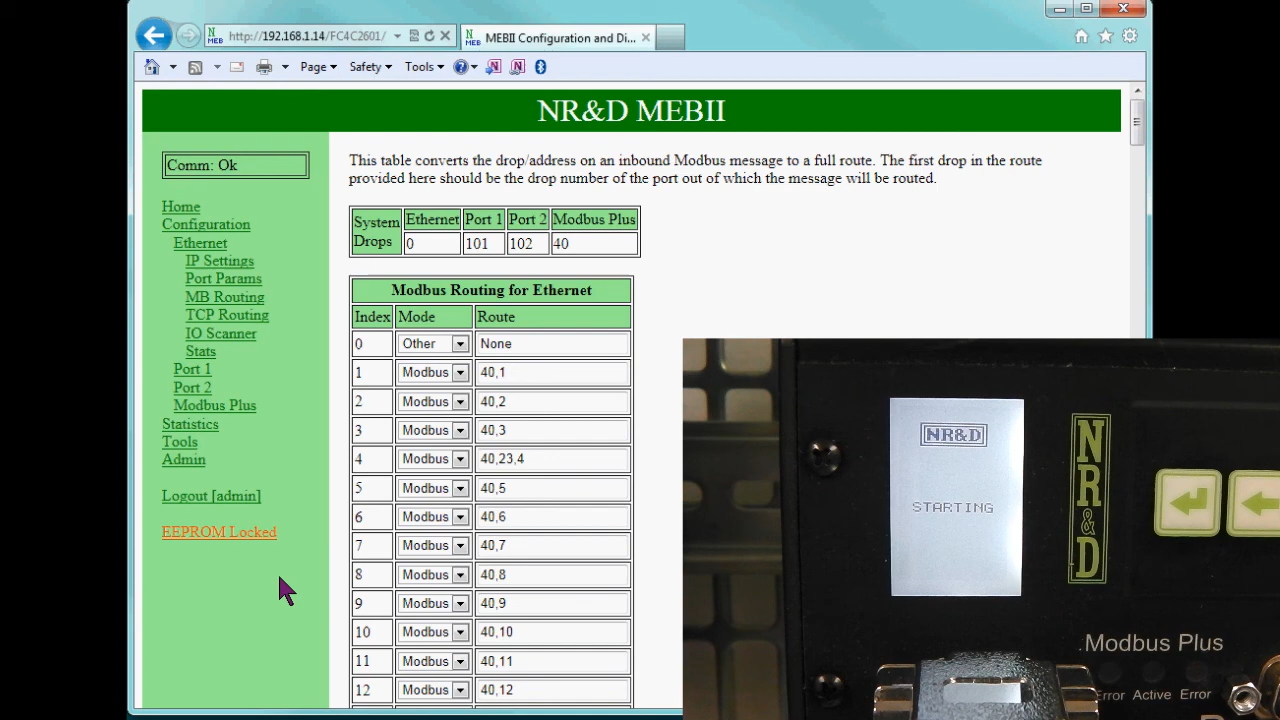 N MEB http://192.168.1.14/FC4C2601/
N MEB MEBII Configuration and Di...
Page Safety Tools
NR&D MEBII
Comm: Ok
Home
Configuration
Ethernet
IP Settings
Port Params
MB Routing
TCP Routing
IO Scanner
Stats
Port 1
Port 2
Modbus Plus
Statistics
Tools
Admin
Logout [admin]
EEPROM Locked
This table converts the drop/address on an inbound Modbus message to a full route. The first drop in the route
provided here should be the drop number of the port out of which the message will be routed.
System Drops Ethernet Port 1 Port 2 Modbus Plus
0 101 102 40
Modbus Routing for Ethernet
Index Mode Route
0 Other None
1 Modbus 40,1
2 Modbus 40,2
3 Modbus 40,3
4 Modbus 40,23,4
5 Modbus 40,5
6 Modbus 40,6
7 Modbus 40,7
8 Modbus 40,8
9 Modbus 40,9
10 Modbus 40,10
11 Modbus 40,11
12 Modbus 40,12
NR&D
STARTING
NR&D
Modbus Plus
Error Active Error